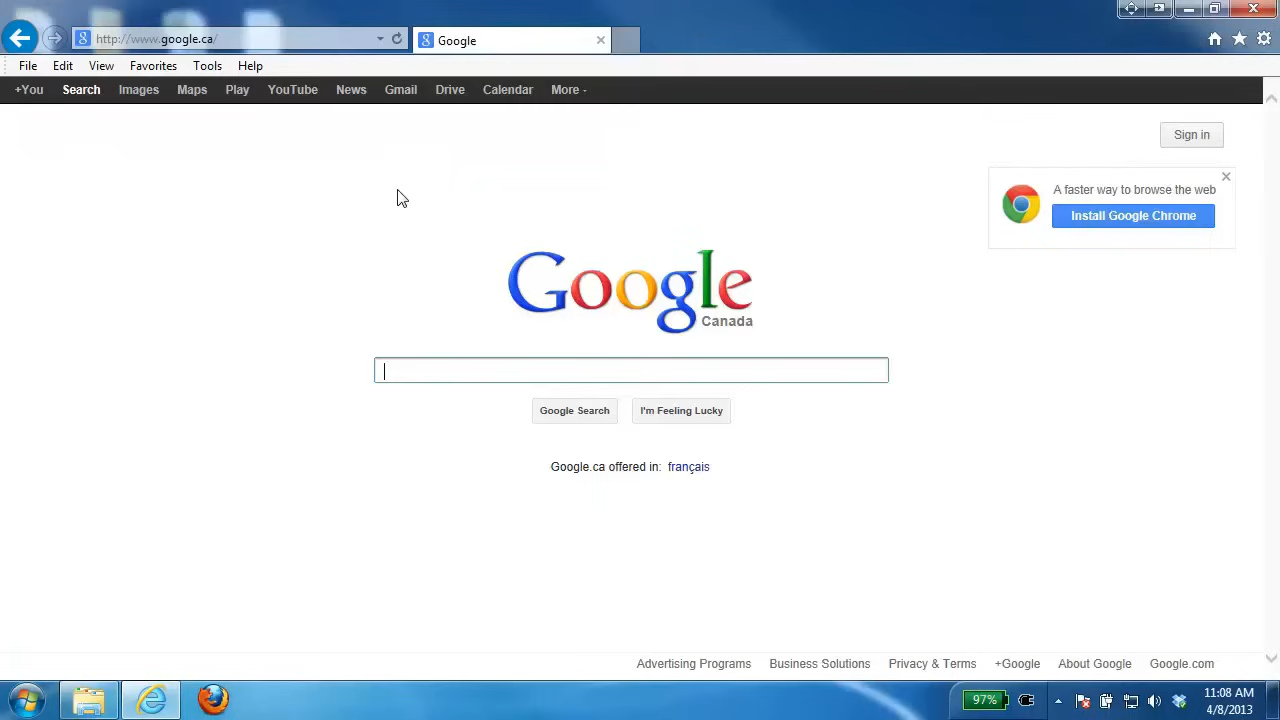 http://www.google.ca/
Google
File Edit View Favorites Tools Help
+You Search Images Maps Play YouTube News Gmail Drive Calendar More
Sign in
A faster way to browse the web
Install Google Chrome
Google
Canada
Google Search I'm Feeling Lucky
Google.ca offered in: français
Advertising Programs Business Solutions Privacy & Terms +Google About Google Google.com
97%
11:08 AM
4/8/2013